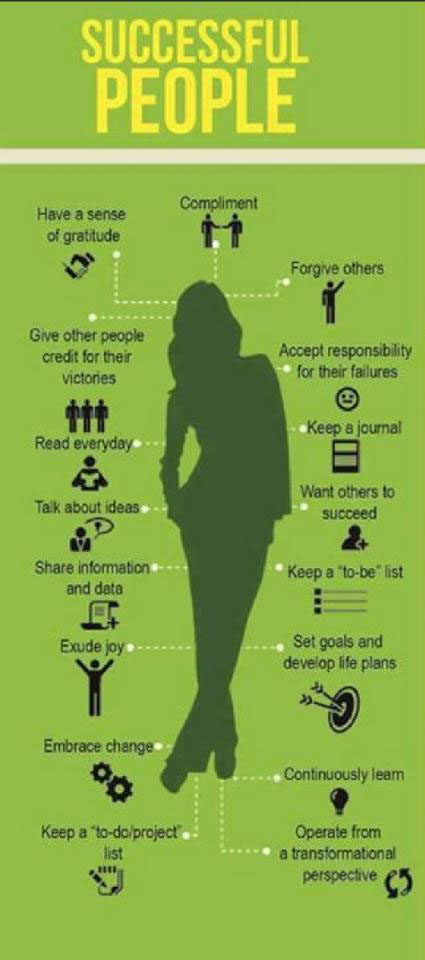 SUCCESSFUL
PEOPLE
Compliment
Have a sense
of gratitude
Forgive others
Give other people
credit for their
victories
Accept responsibility
for their failures
Keep a journal
Read everyday
Want others to
succeed
Talk about ideas
Share information
and data
Keep a "to-be" list
Exude joy
Set goals and
develop life plans
Embrace change
Continuously learn
Keep a "to-do/project"
list
Operate from
a transformational
perspective